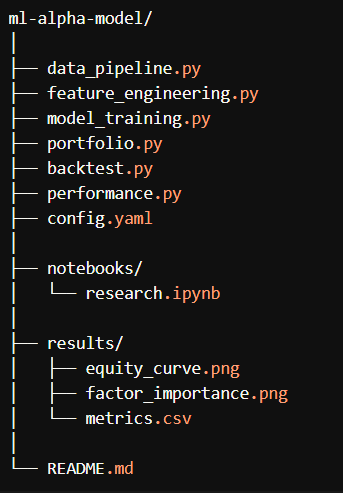 ml-alpha-model/
│
├── data_pipeline.py
├── feature_engineering.py
├── model_training.py
├── portfolio.py
├── backtest.py
├── performance.py
├── config.yaml
│
├── notebooks/
│   └── research.ipynb
│
├── results/
│   ├── equity_curve.png
│   ├── factor_importance.png
│   └── metrics.csv
│
└── README.md